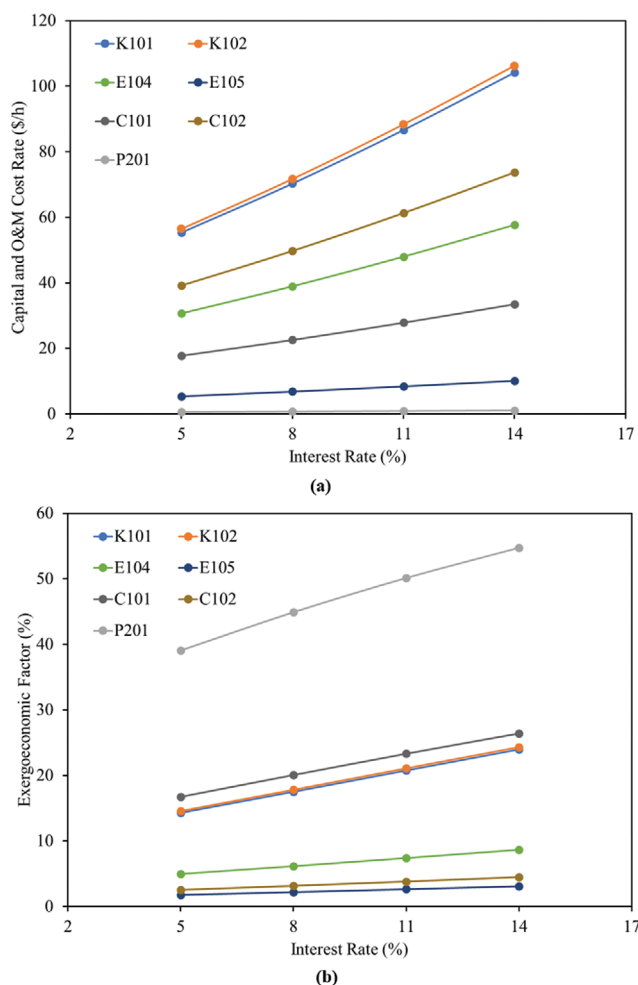 120
100
80
60
40
20
0
Capital and O&M Cost Rate ($/h)
K101 K102
E104 E105
C101 C102
P201
2 5 8 11 14 17
Interest Rate (%)
(a)
60
50
40
30
20
10
0
Exergoeconomic Factor (%)
K101 K102
E104 E105
C101 C102
P201
2 5 8 11 14 17
Interest Rate (%)
(b)